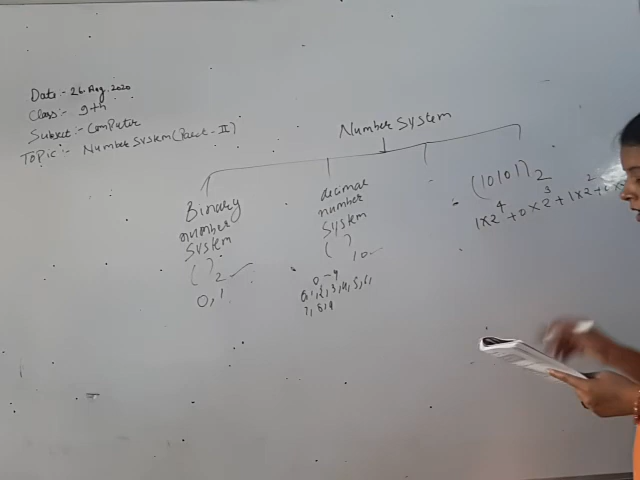 Date:- 26.Aug.2020
Class:- 9th
Subject:- Computer
Topic:- Number System (Part - II)
Number System
Binary
number
System
( )2
0, 1
decimal
number
System
( )10
0-9
0,1,2,3,4,5,6,
7,8,9
(10101)2
1x2^4+0x2^3+1x2^2+